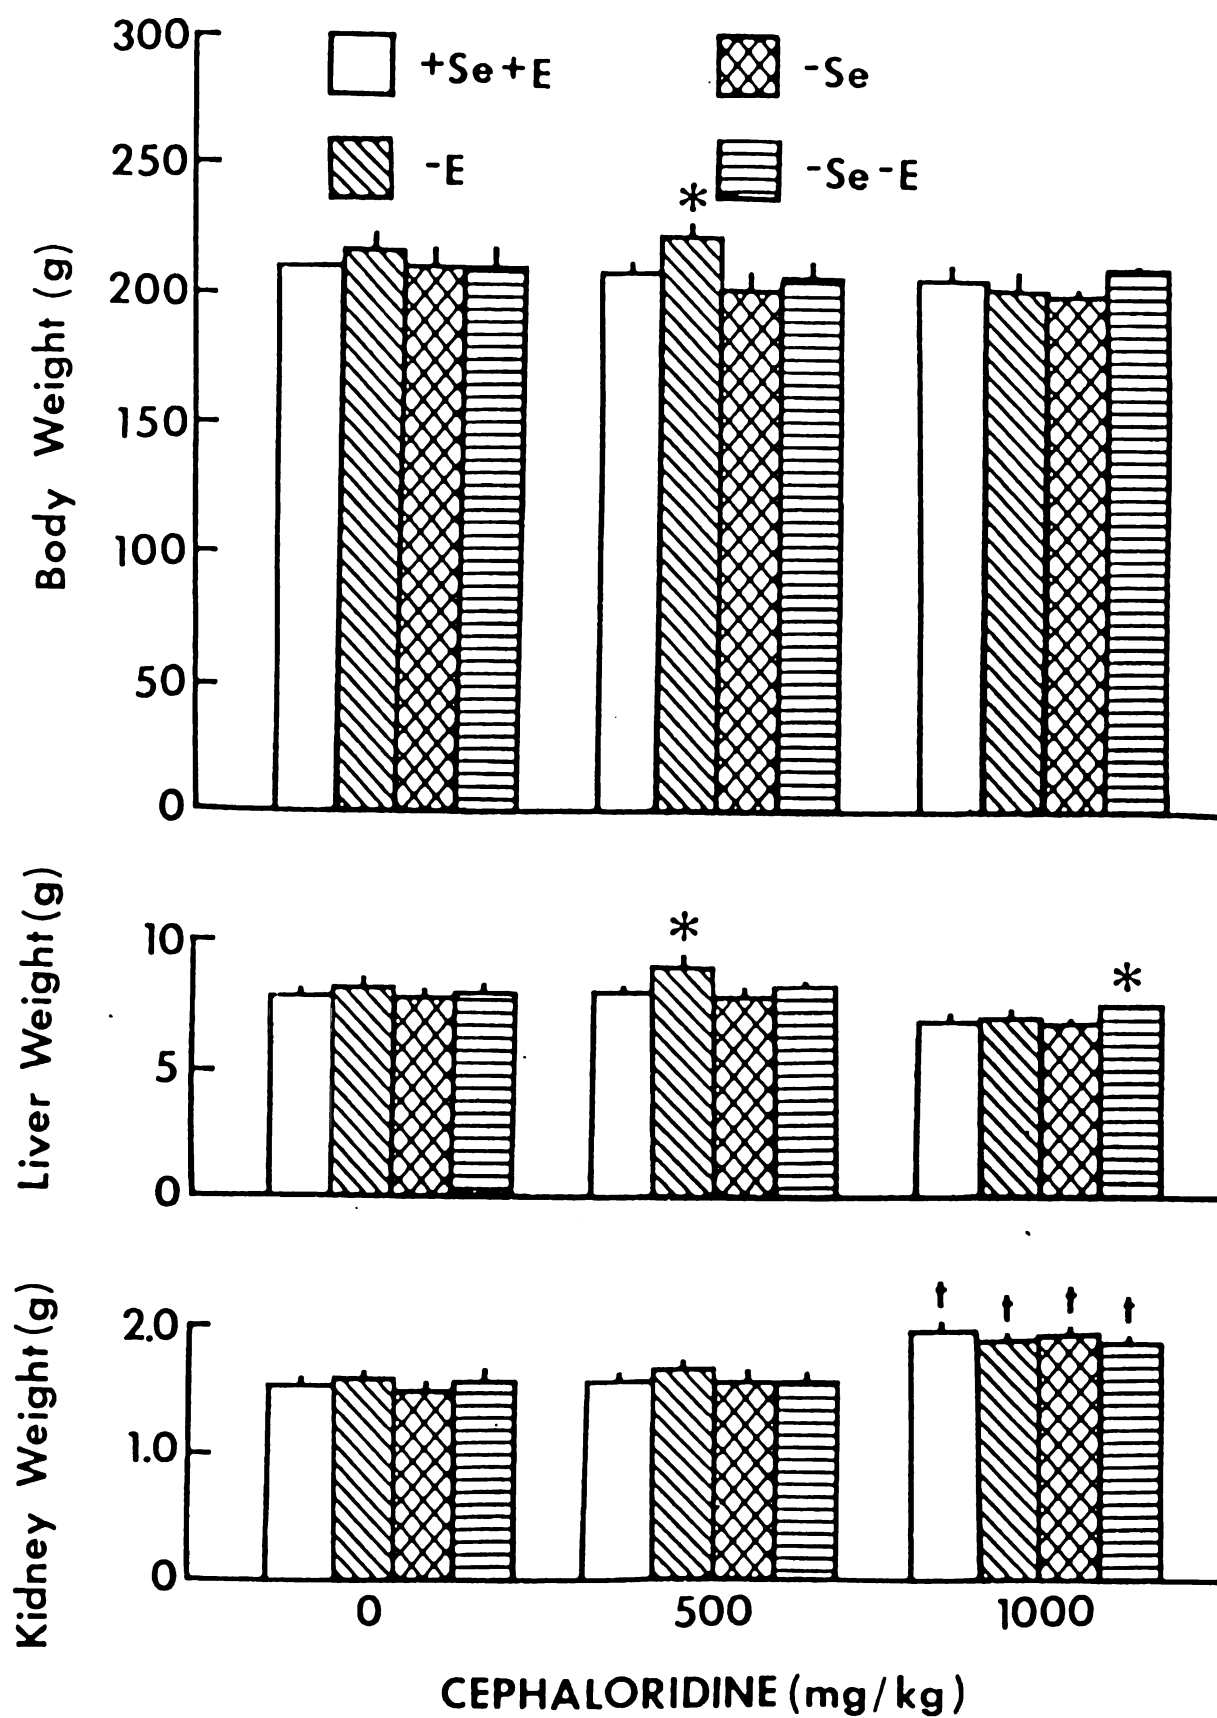 300
250
200
150
100
50
0
Body Weight (g)
+Se+E
-Se
-E
-Se-E
*
10
5
0
Liver Weight (g)
*
*
2.0
1.0
0
Kidney Weight (g)
† † † †
0 500 1000
CEPHALORIDINE (mg/kg)